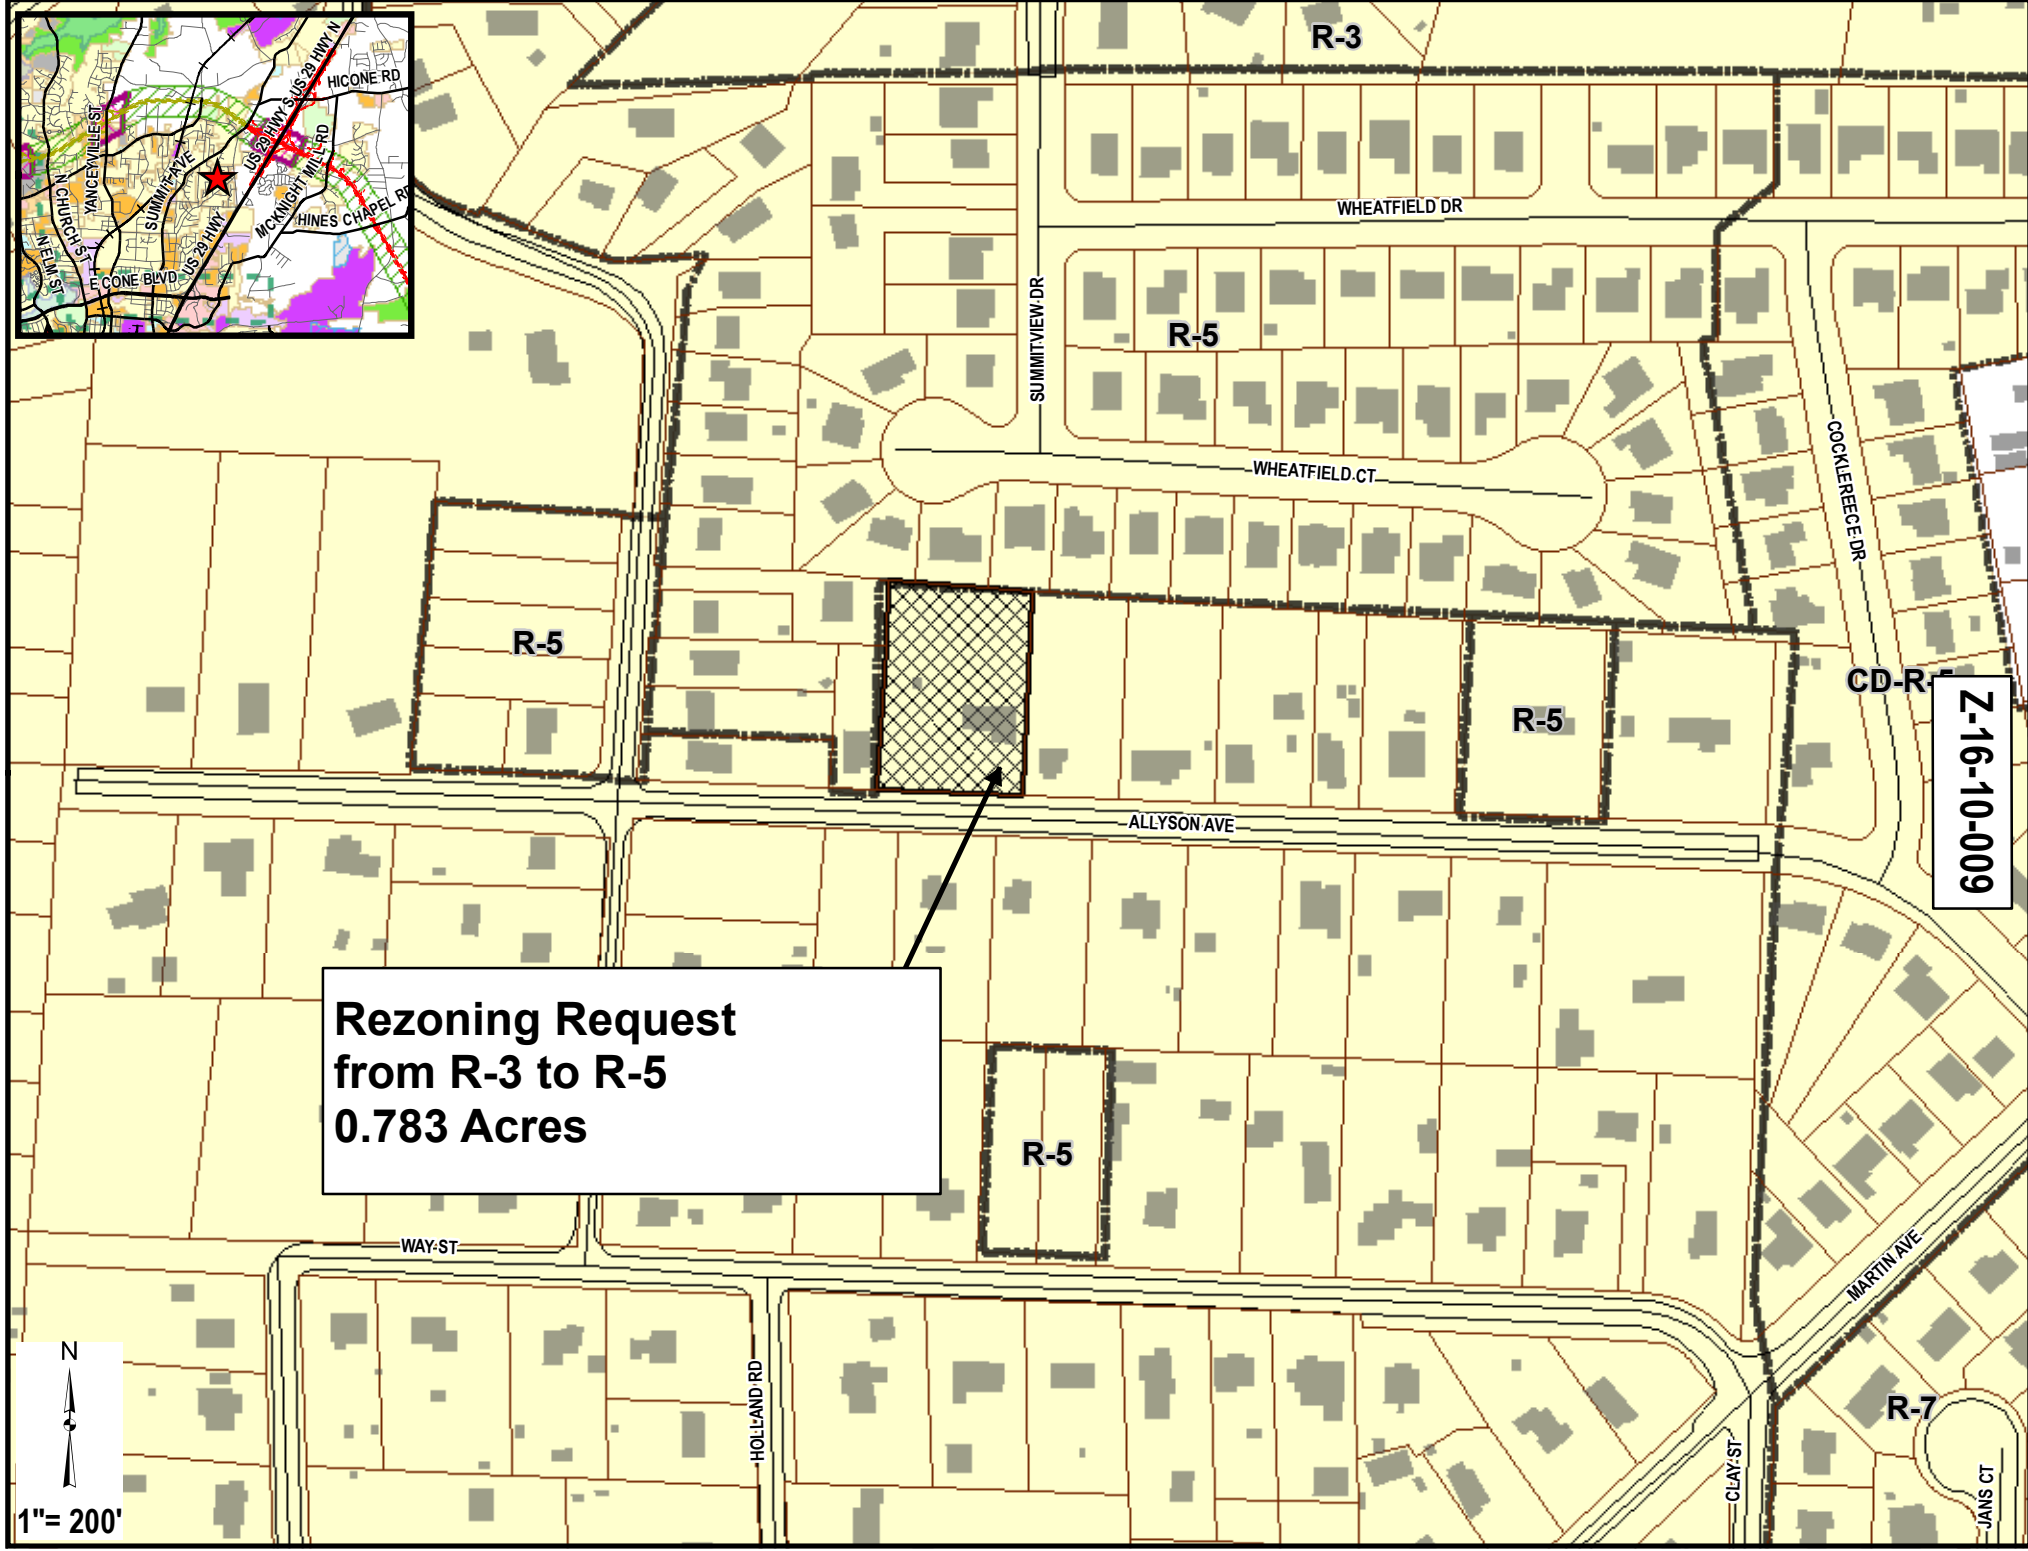 R-3
HICONE RD
US 29 HWY N
US 29 HWY S
YANCEYVILLE ST
SUMMIT AVE
MCKNIGHT MILL RD
N CHURCH ST
HINES CHAPEL RD
N ELM ST
US 29 HWY
E CONE BLVD
WHEATFIELD DR
SUMMIT VIEW DR
R-5
WHEATFIELD CT
COCKLEREECE DR
R-5
CD-R-5
R-5
Z-16-10-009
ALLYSON AVE
Rezoning Request
from R-3 to R-5
0.783 Acres
R-5
WAY ST
MARTIN AVE
HOLLAND RD
R-7
CLAY ST
JANS CT
N
1"= 200'